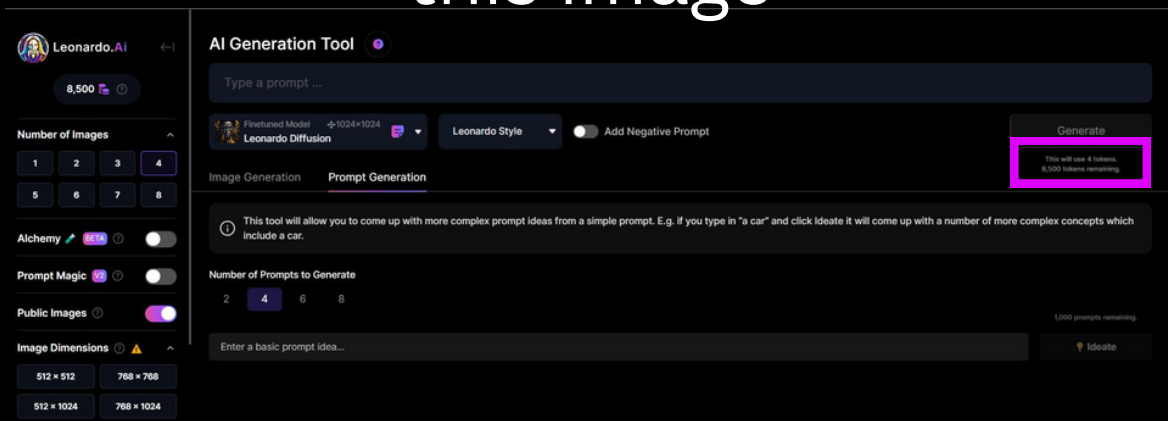 this image
Leonardo.Ai
AI Generation Tool
8,500
Type a prompt ...
Number of Images
Finetuned Model 1024×1024
Leonardo Diffusion
Leonardo Style
Add Negative Prompt
Generate
1 2 3 4
This will use 4 tokens.
8,500 tokens remaining.
Image Generation
Prompt Generation
5 6 7 8
This tool will allow you to come up with more complex prompt ideas from a simple prompt. E.g. if you type in "a car" and click Ideate it will come up with a number of more complex concepts which
include a car.
Alchemy BETA
Prompt Magic V2
Number of Prompts to Generate
2 4 6 8
Public Images
1,000 prompts remaining.
Image Dimensions
Enter a basic prompt idea...
Ideate
512 × 512
768 × 768
512 × 1024
768 × 1024